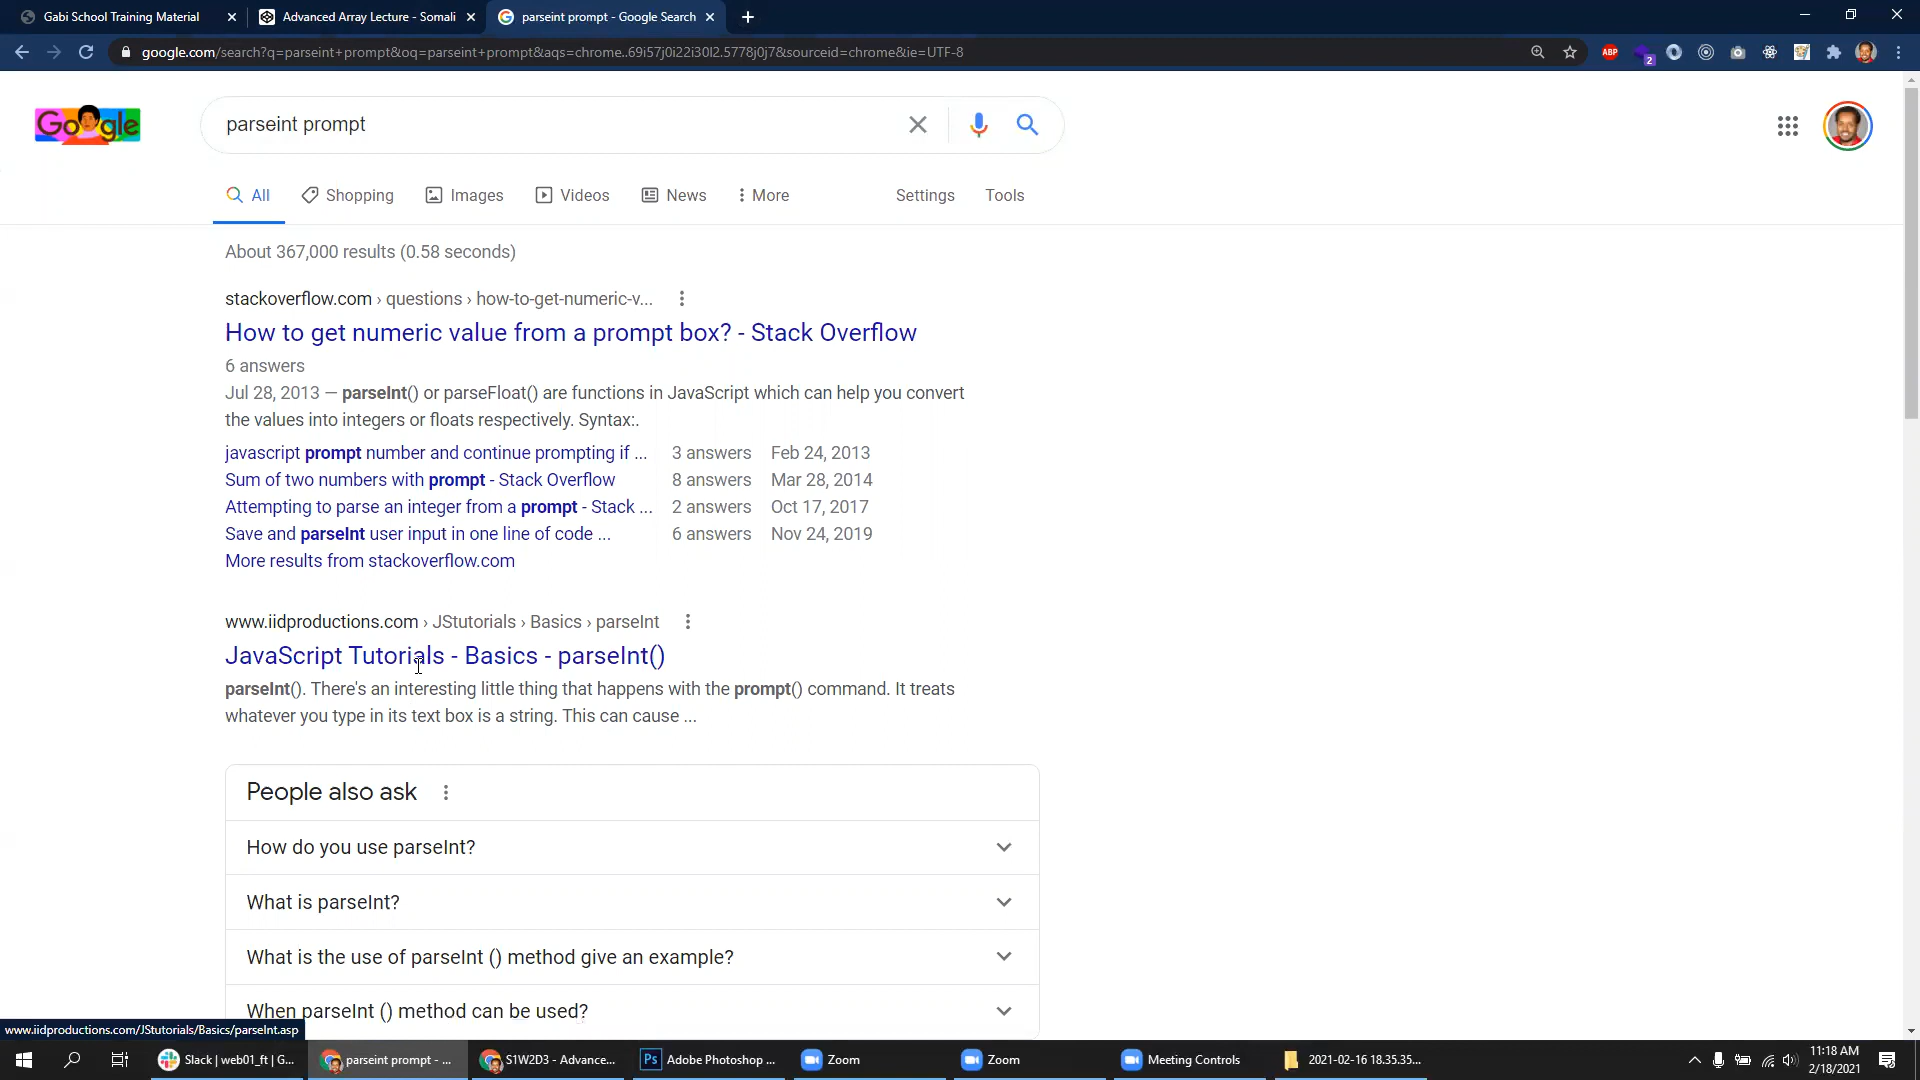 Gabi School Training Material
Advanced Array Lecture - Somali
parseint prompt - Google Search
google.com/search?q=parseint+prompt&oq=parseint+prompt&aqs=chrome..69i57j0i22i30l2.5778j0j7&sourceid=chrome&ie=UTF-8
ABP
2
Google
parseint prompt
All
Shopping
Images
Videos
News
More
Settings
Tools
About 367,000 results (0.58 seconds)
stackoverflow.com › questions › how-to-get-numeric-v...
How to get numeric value from a prompt box? - Stack Overflow
6 answers
Jul 28, 2013 — parseInt() or parseFloat() are functions in JavaScript which can help you convert
the values into integers or floats respectively. Syntax:.
javascript prompt number and continue prompting if ... 3 answers Feb 24, 2013
Sum of two numbers with prompt - Stack Overflow 8 answers Mar 28, 2014
Attempting to parse an integer from a prompt - Stack ... 2 answers Oct 17, 2017
Save and parseInt user input in one line of code ... 6 answers Nov 24, 2019
More results from stackoverflow.com
www.iidproductions.com › JStutorials › Basics › parseInt
JavaScript Tutorials - Basics - parseInt()
parseInt(). There's an interesting little thing that happens with the prompt() command. It treats
whatever you type in its text box is a string. This can cause ...
People also ask
How do you use parseInt?
What is parseInt?
What is the use of parseInt () method give an example?
When parseInt () method can be used?
www.iidproductions.com/JStutorials/Basics/parseInt.asp
Slack | web01_ft | G...
parseint prompt - ...
S1W2D3 - Advance...
Ps
Adobe Photoshop ...
Zoom
Zoom
Meeting Controls
2021-02-16 18.35.35...
11:18 AM
2/18/2021